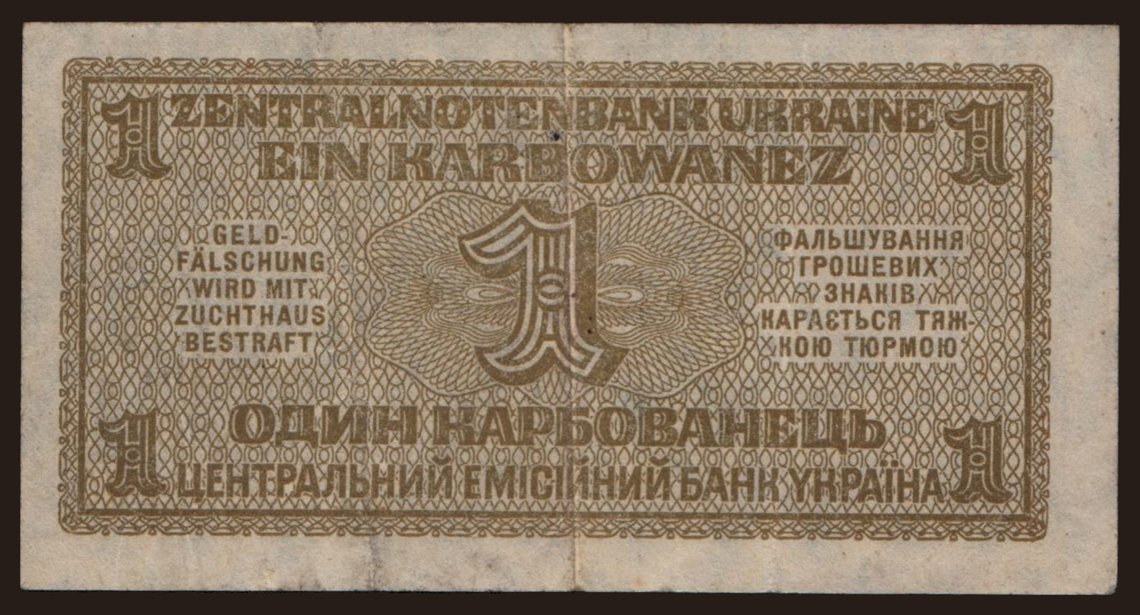 1 ZENTRALNOTENBANK UKRAINE 1
EIN KARBOWANEZ
GELD-
FÄLSCHUNG
WIRD MIT
ZUCHTHAUS
BESTRAFT
1
ФАЛЬШУВАННЯ
ГРОШЕВИХ
ЗНАКІВ
КАРАЄТЬСЯ ТЯЖ-
КОЮ ТЮРМОЮ
ОДИН КАРБОВАНЕЦЬ
1 ЦЕНТРАЛЬНИЙ ЕМІСІЙНИЙ БАНК УКРАЇНА 1